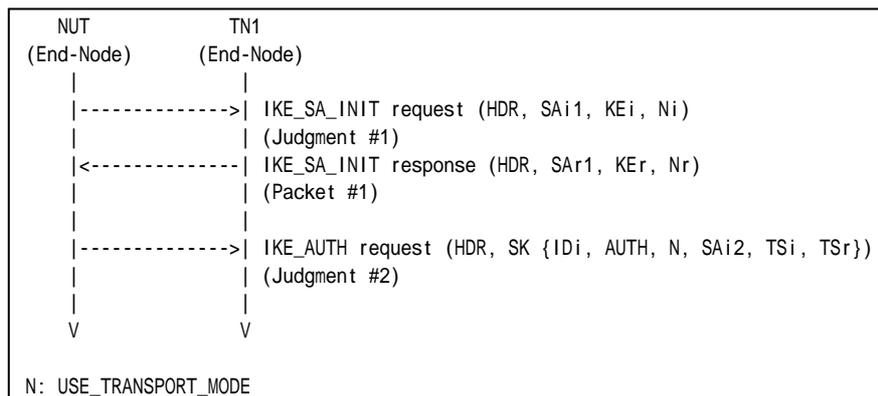 NUT TN1
(End-Node) (End-Node)
| |
|-------------->| IKE_SA_INIT request (HDR, SAi1, KEi, Ni)
| | (Judgment #1)
|<--------------| IKE_SA_INIT response (HDR, SAr1, KEr, Nr)
| | (Packet #1)
| |
|-------------->| IKE_AUTH request (HDR, SK {IDi, AUTH, N, SAi2, TSi, TSr})
| | (Judgment #2)
| |
V V
N: USE_TRANSPORT_MODE